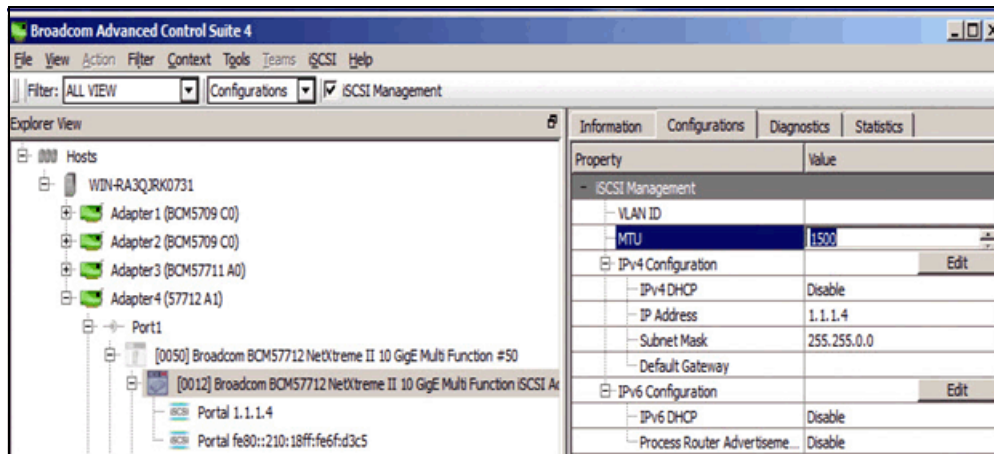 Broadcom Advanced Control Suite 4
File View Action Filter Context Tools Teams iSCSI Help
Filter: ALL VIEW Configurations iSCSI Management
Explorer View
Hosts
WIN-RA3QJRK0731
Adapter1 (BCM5709 C0)
Adapter2 (BCM5709 C0)
Adapter3 (BCM57711 A0)
Adapter4 (57712 A1)
Port1
[0050] Broadcom BCM57712 NetXtreme II 10 GigE Multi Function #50
[0012] Broadcom BCM57712 NetXtreme II 10 GigE Multi Function iSCSI Ad
iSCSI Portal 1.1.1.4
iSCSI Portal fe80::210:18ff:fe6f:d3c5
Information Configurations Diagnostics Statistics
Property Value
iSCSI Management
VLAN ID
MTU 1500
IPv4 Configuration Edit
IPv4 DHCP Disable
IP Address 1.1.1.4
Subnet Mask 255.255.0.0
Default Gateway
IPv6 Configuration Edit
IPv6 DHCP Disable
Process Router Advertiseme... Disable